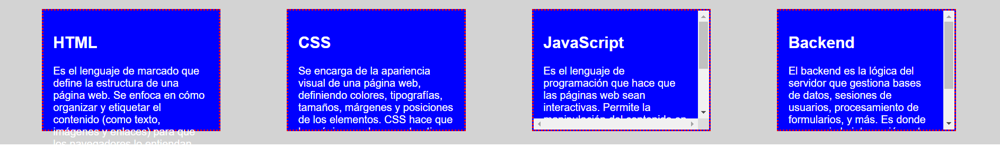 HTML
Es el lenguaje de marcado que
define la estructura de una
página web. Se enfoca en cómo
organizar y etiquetar el
contenido (como texto,
imágenes y enlaces) para que
los navegadores lo entiendan
CSS
Se encarga de la apariencia
visual de una página web,
definiendo colores, tipografías,
tamaños, márgenes y posiciones
de los elementos. CSS hace que
JavaScript
Es el lenguaje de
programación que hace que
las páginas web sean
interactivas. Permite la
manipulación del contenido en
Backend
El backend es la lógica del
servidor que gestiona bases
de datos, sesiones de
usuarios, procesamiento de
formularios, y más. Es donde